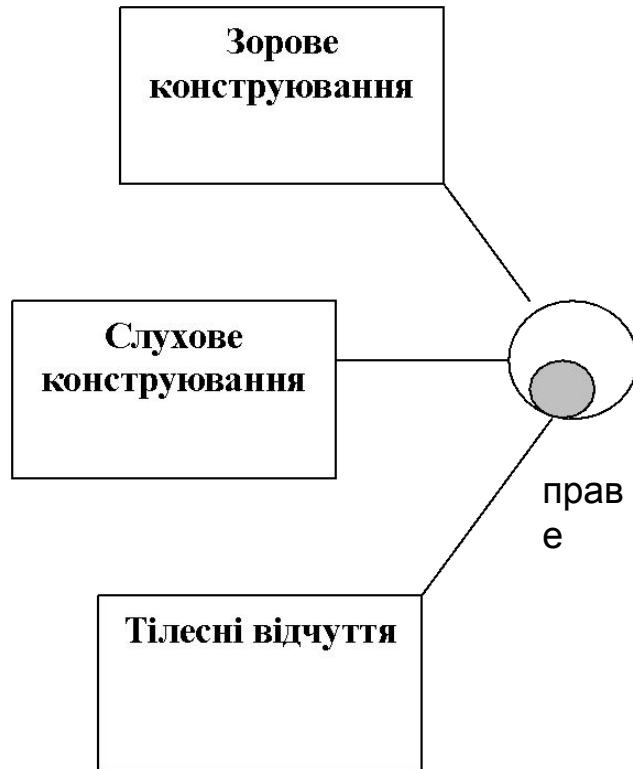 Зорове
конструювання
Слухове
конструювання
прав
е
Тілесні відчуття